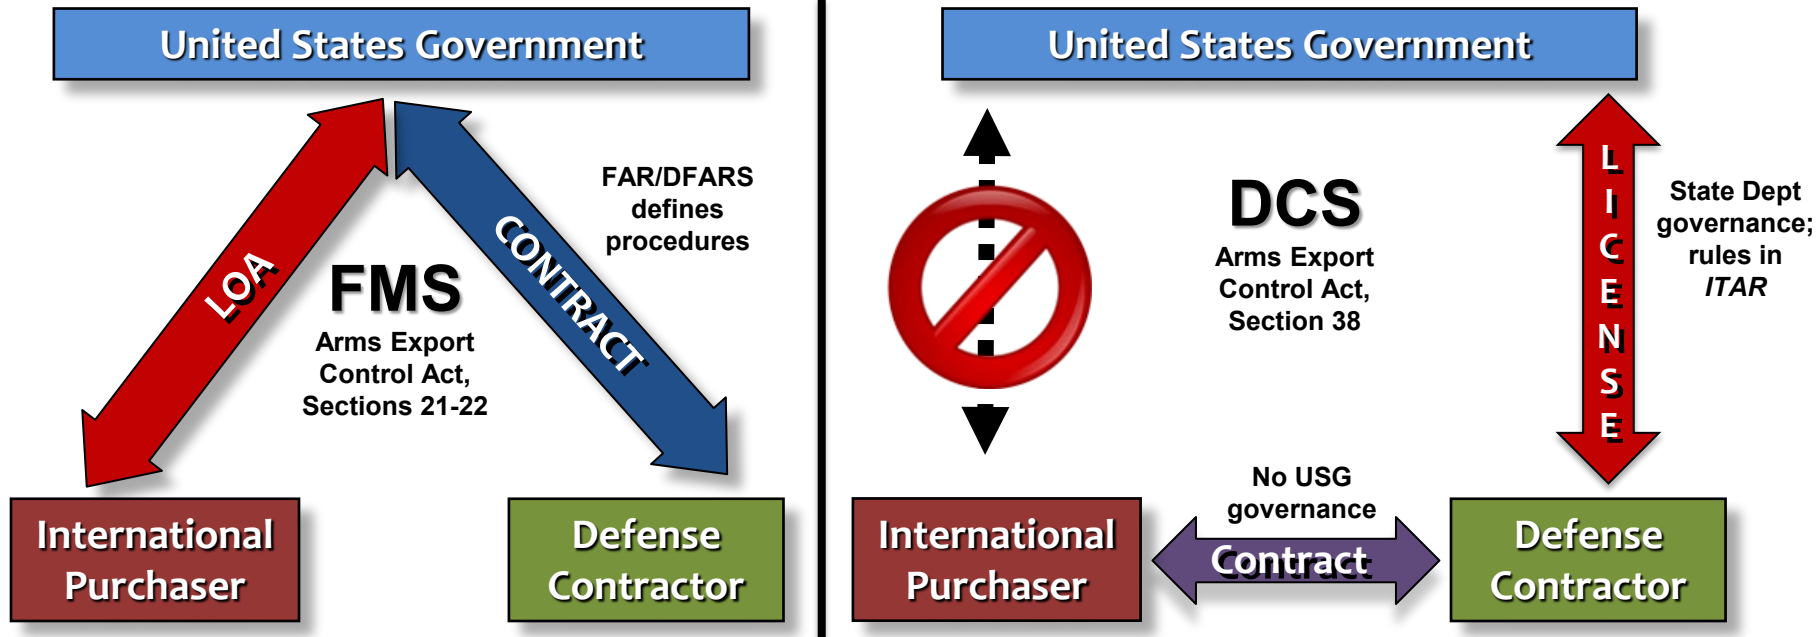 United States Government
LOA
CONTRACT
FAR/DFARS
defines
procedures
FMS
Arms Export
Control Act,
Sections 21-22
International
Purchaser
Defense
Contractor
United States Government
DCS
Arms Export
Control Act,
Section 38
LICENSE
State Dept
governance;
rules in
ITAR
No USG
governance
International
Purchaser
Contract
Defense
Contractor